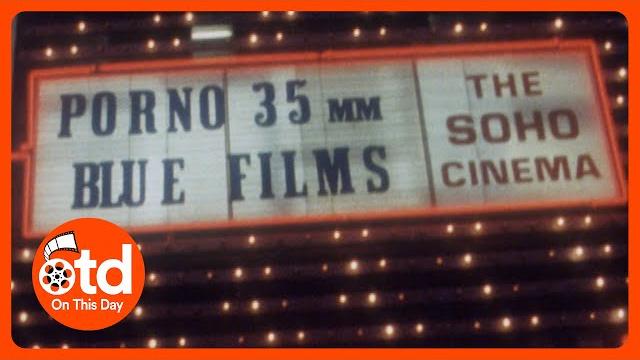 PORNO 35 MM
BLUE FILMS
THE
SOHO
CINEMA
otd
On This Day